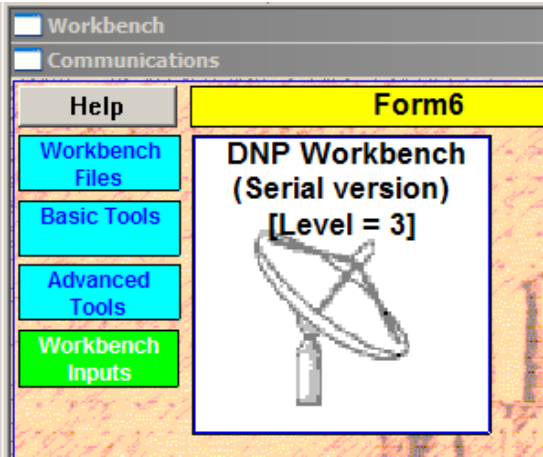 Workbench
Communications
Help
Form6
Workbench
Files
Basic Tools
Advanced
Tools
Workbench
Inputs
DNP Workbench
(Serial version)
[Level = 3]